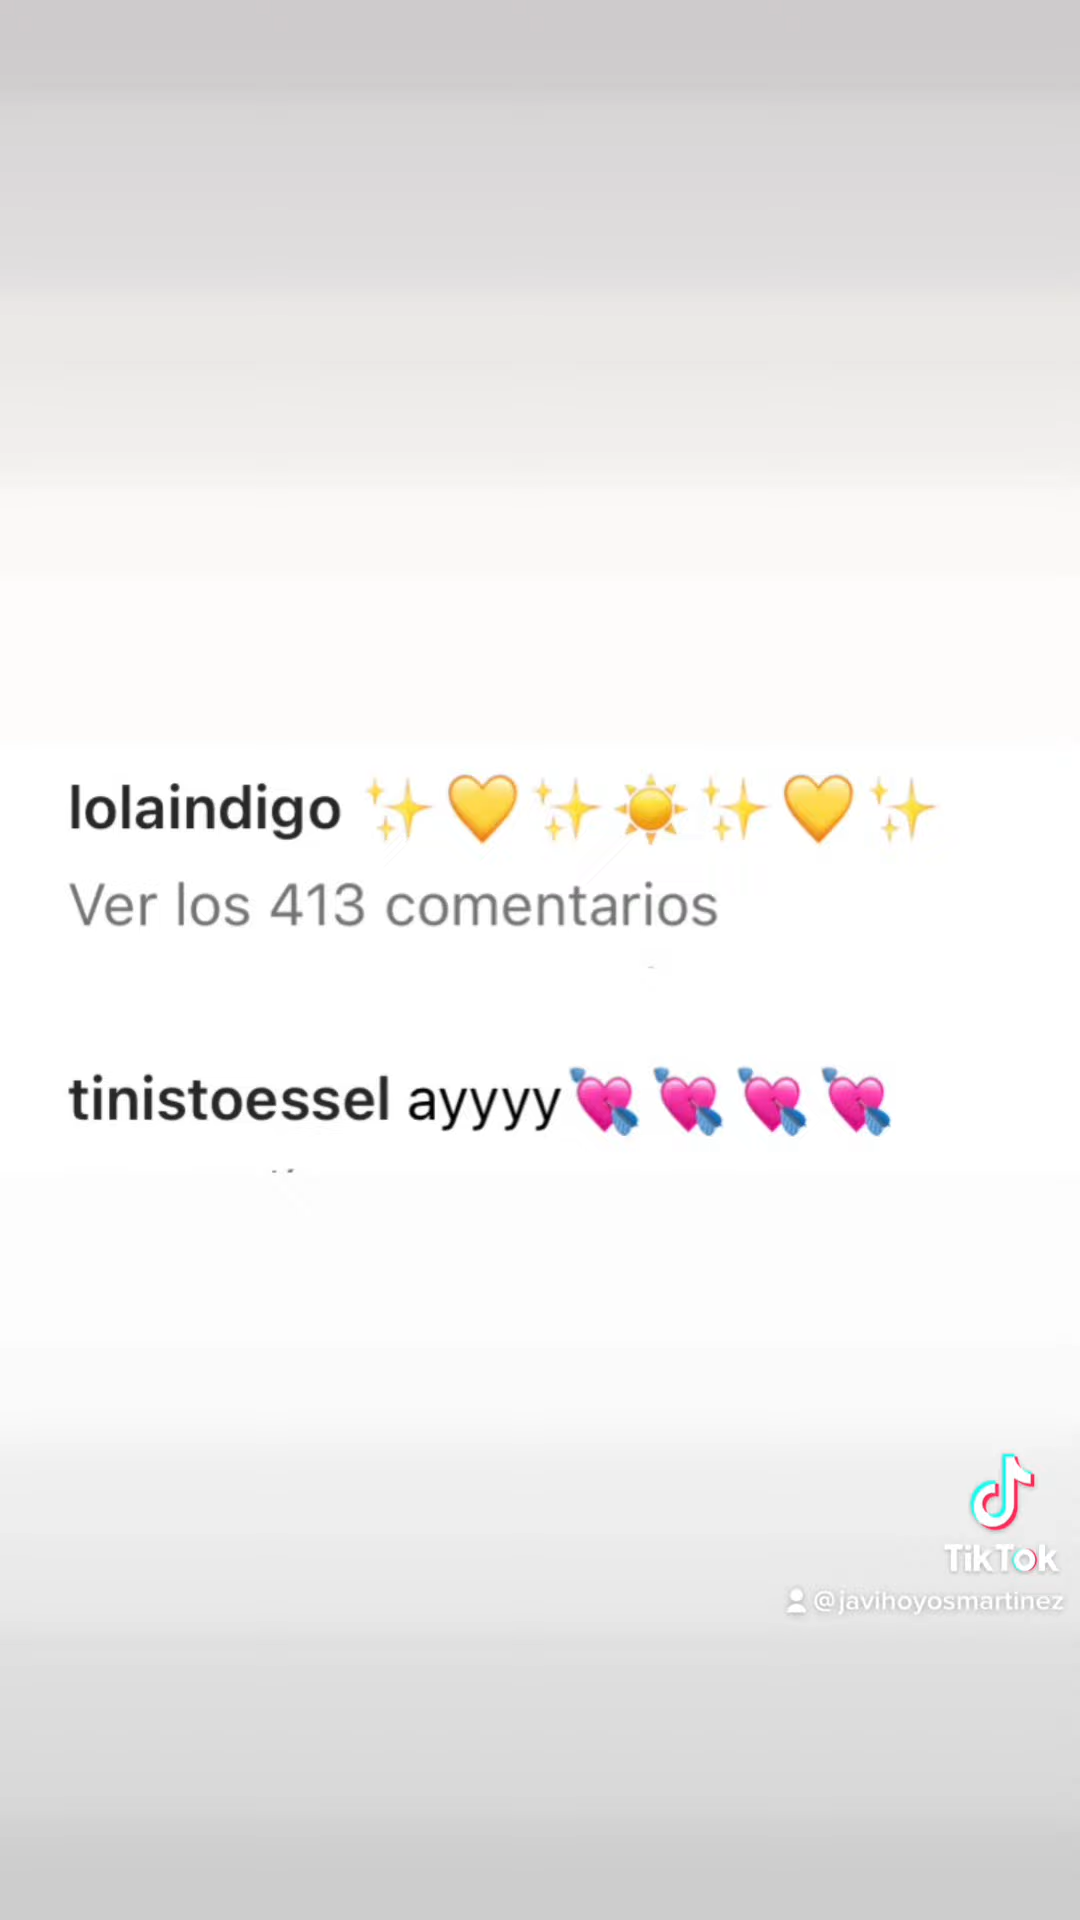 lolaindigo ✨💛✨☀️✨💛✨
Ver los 413 comentarios
tinistoessel ayyyy💘💘💘💘
TikTok
@javihoyosmartinez